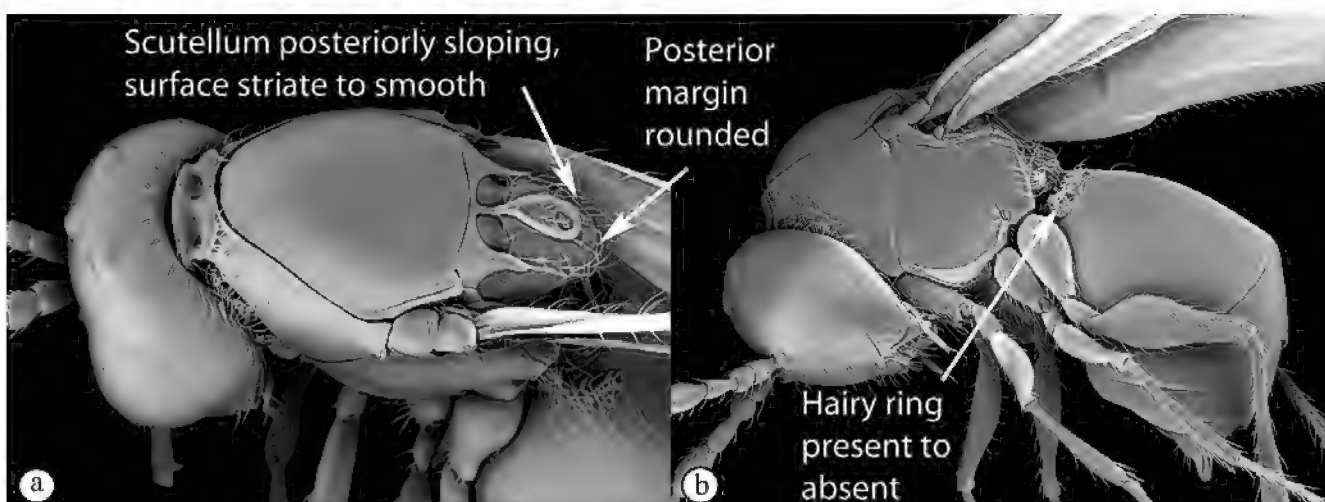 Scutellum posteriorly sloping,
surface striate to smooth
Posterior
margin
rounded
a
Hairy ring
present to
absent
b